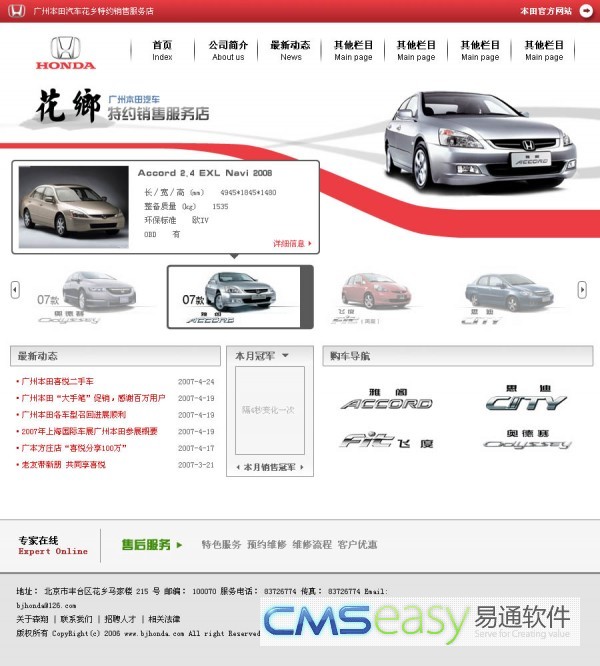 广州本田汽车花乡特约销售服务店
本田官方网站
HONDA
首页 公司简介 最新动态 其他栏目 其他栏目 其他栏目 其他栏目
Index About us News Main page Main page Main page Main page
花鄉
广州本田汽车
特约销售服务店
雅阁
ACCORD
Accord 2.4 EXL Navi 2008
长/宽/高 (mm) 4945*1845*1480
整备质量 (kg) 1535
环保标准 欧IV
OBD 有
详细信息
07款
奥德赛
Odyssey
07款
雅阁
ACCORD
飞度
Fit
思迪
CITY
最新动态
广州本田喜悦二手车 2007-4-24
广州本田“大手笔”促销,感谢百万用户 2007-4-19
广州本田各车型召回进展顺利 2007-4-19
2007年上海国际车展广州本田参展概要 2007-4-19
广本方庄店“喜悦分享100万” 2007-4-17
老友带新朋 共同享喜悦 2007-3-21
本月冠军
隔4秒变化一次
本月销售冠军
购车导航
雅阁
ACCORD
思迪
CITY
Fit 飞度
奥德赛
Odyssey
专家在线
Expert Online
售后服务
特色服务 预约维修 维修流程 客户优惠
地址: 北京市丰台区花乡马家楼 215 号 邮编: 100070 服务电话: 83726774 传真: 83726774 Email:
bjhonda@126.com
关于森翔 | 联系我们 | 招聘人才 | 相关法律
版权所有 CopyRight(c) 2006 www.bjhonda.com All right Reserved
CMSeasy 易通软件
Serve for Creating value